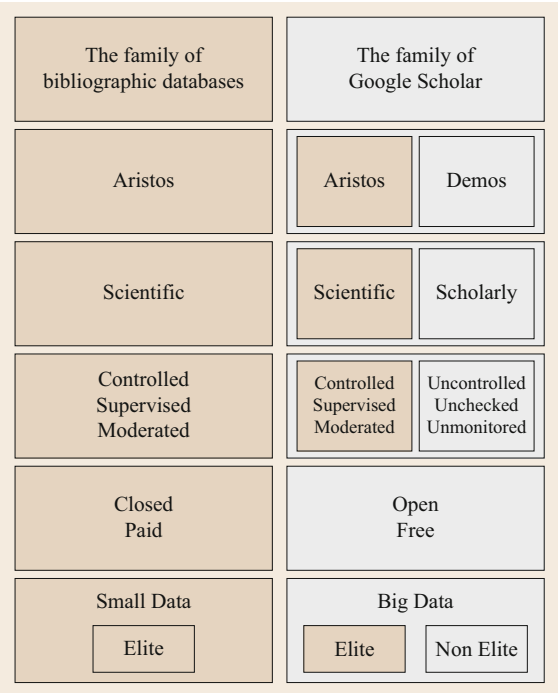 The family of
bibliographic databases
The family of
Google Scholar
Aristos
Aristos
Demos
Scientific
Scientific
Scholarly
Controlled
Supervised
Moderated
Controlled
Supervised
Moderated
Uncontrolled
Unchecked
Unmonitored
Closed
Paid
Open
Free
Small Data
Elite
Big Data
Elite
Non Elite